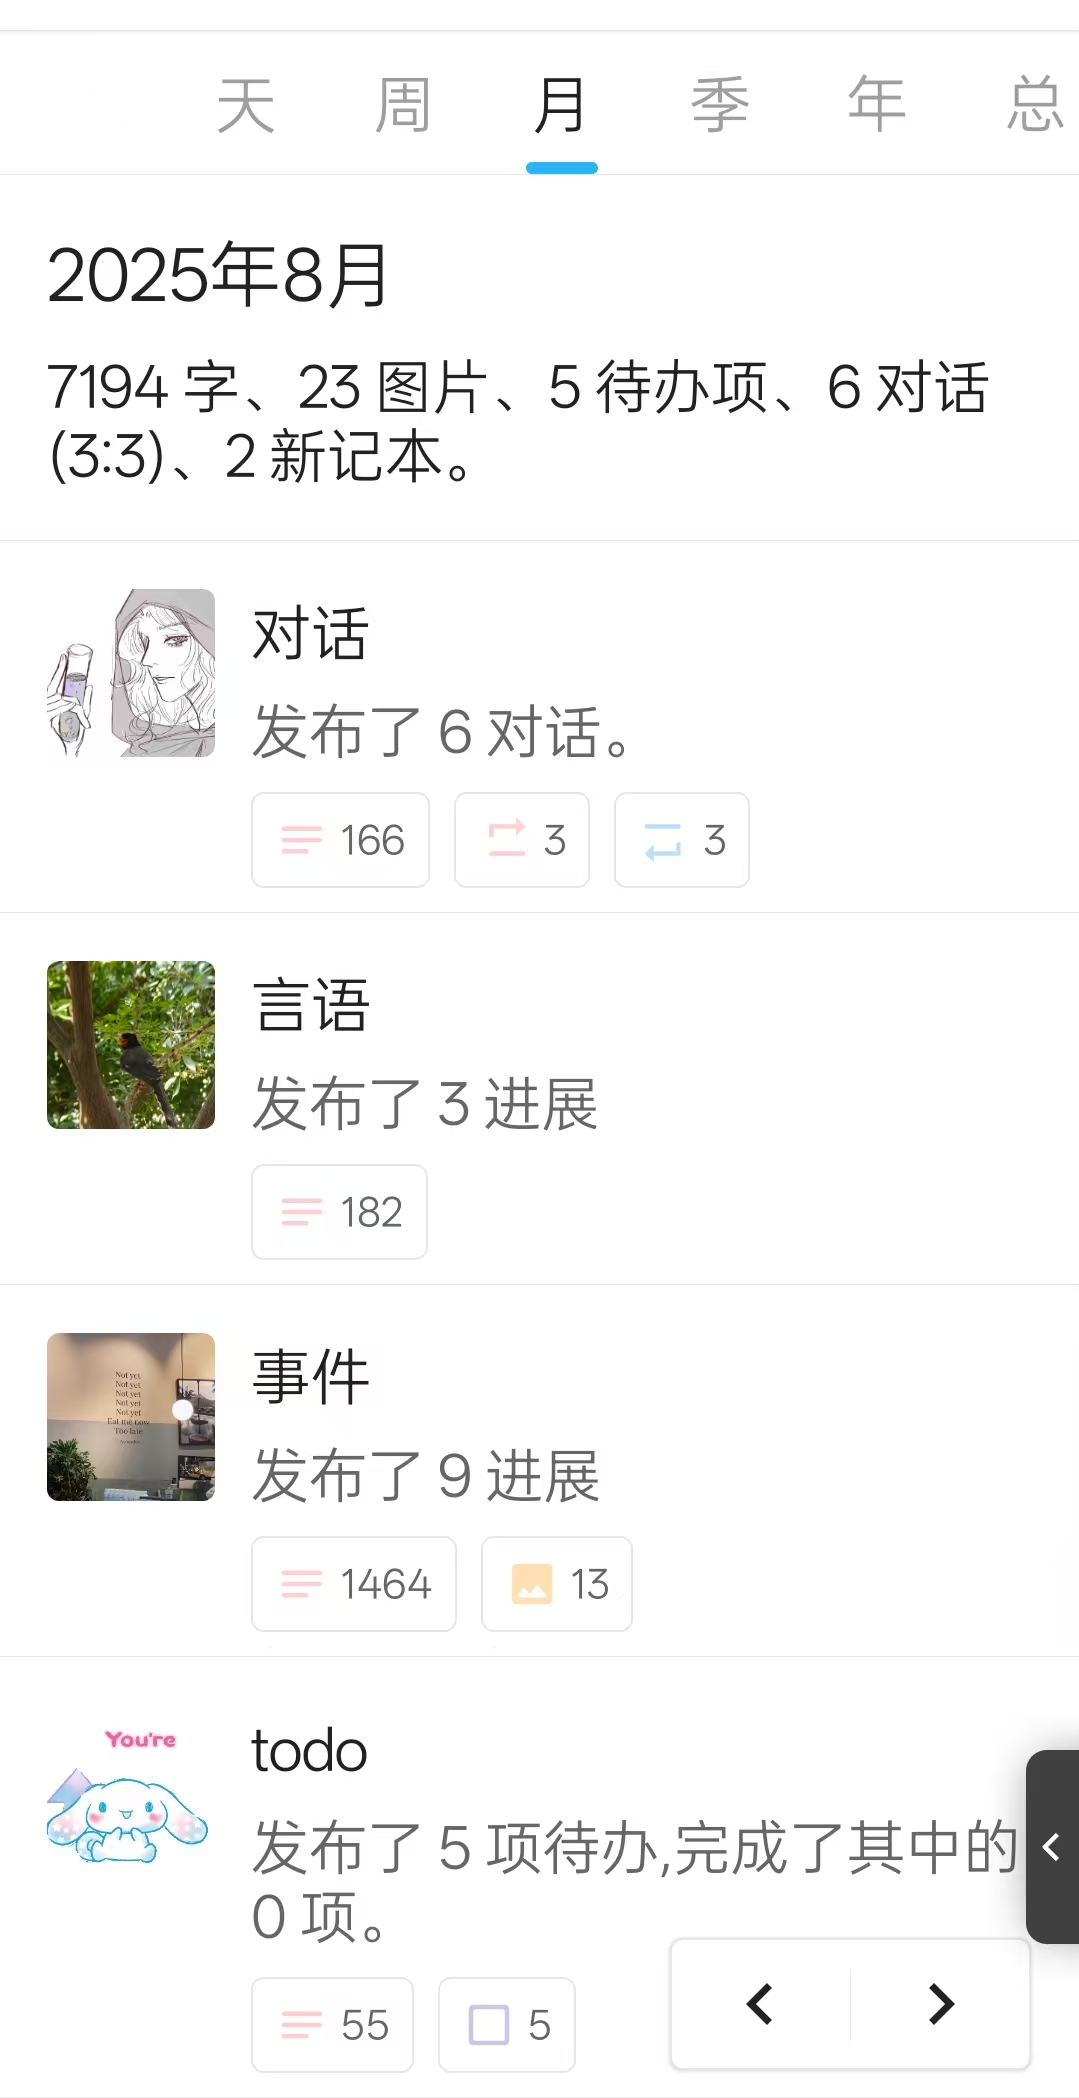 天 周 月 季 年 总
2025年8月
7194 字、23 图片、5 待办项、6 对话
(3:3)、2 新记本。
对话
发布了 6 对话。
166 3 3
言语
发布了 3 进展
182
Not yet
Not yet
Not yet
Not yet
Not yet
Eat me now
Too late
事件
发布了 9 进展
1464 13
You're
todo
发布了 5 项待办,完成了其中的
0 项。
55 5